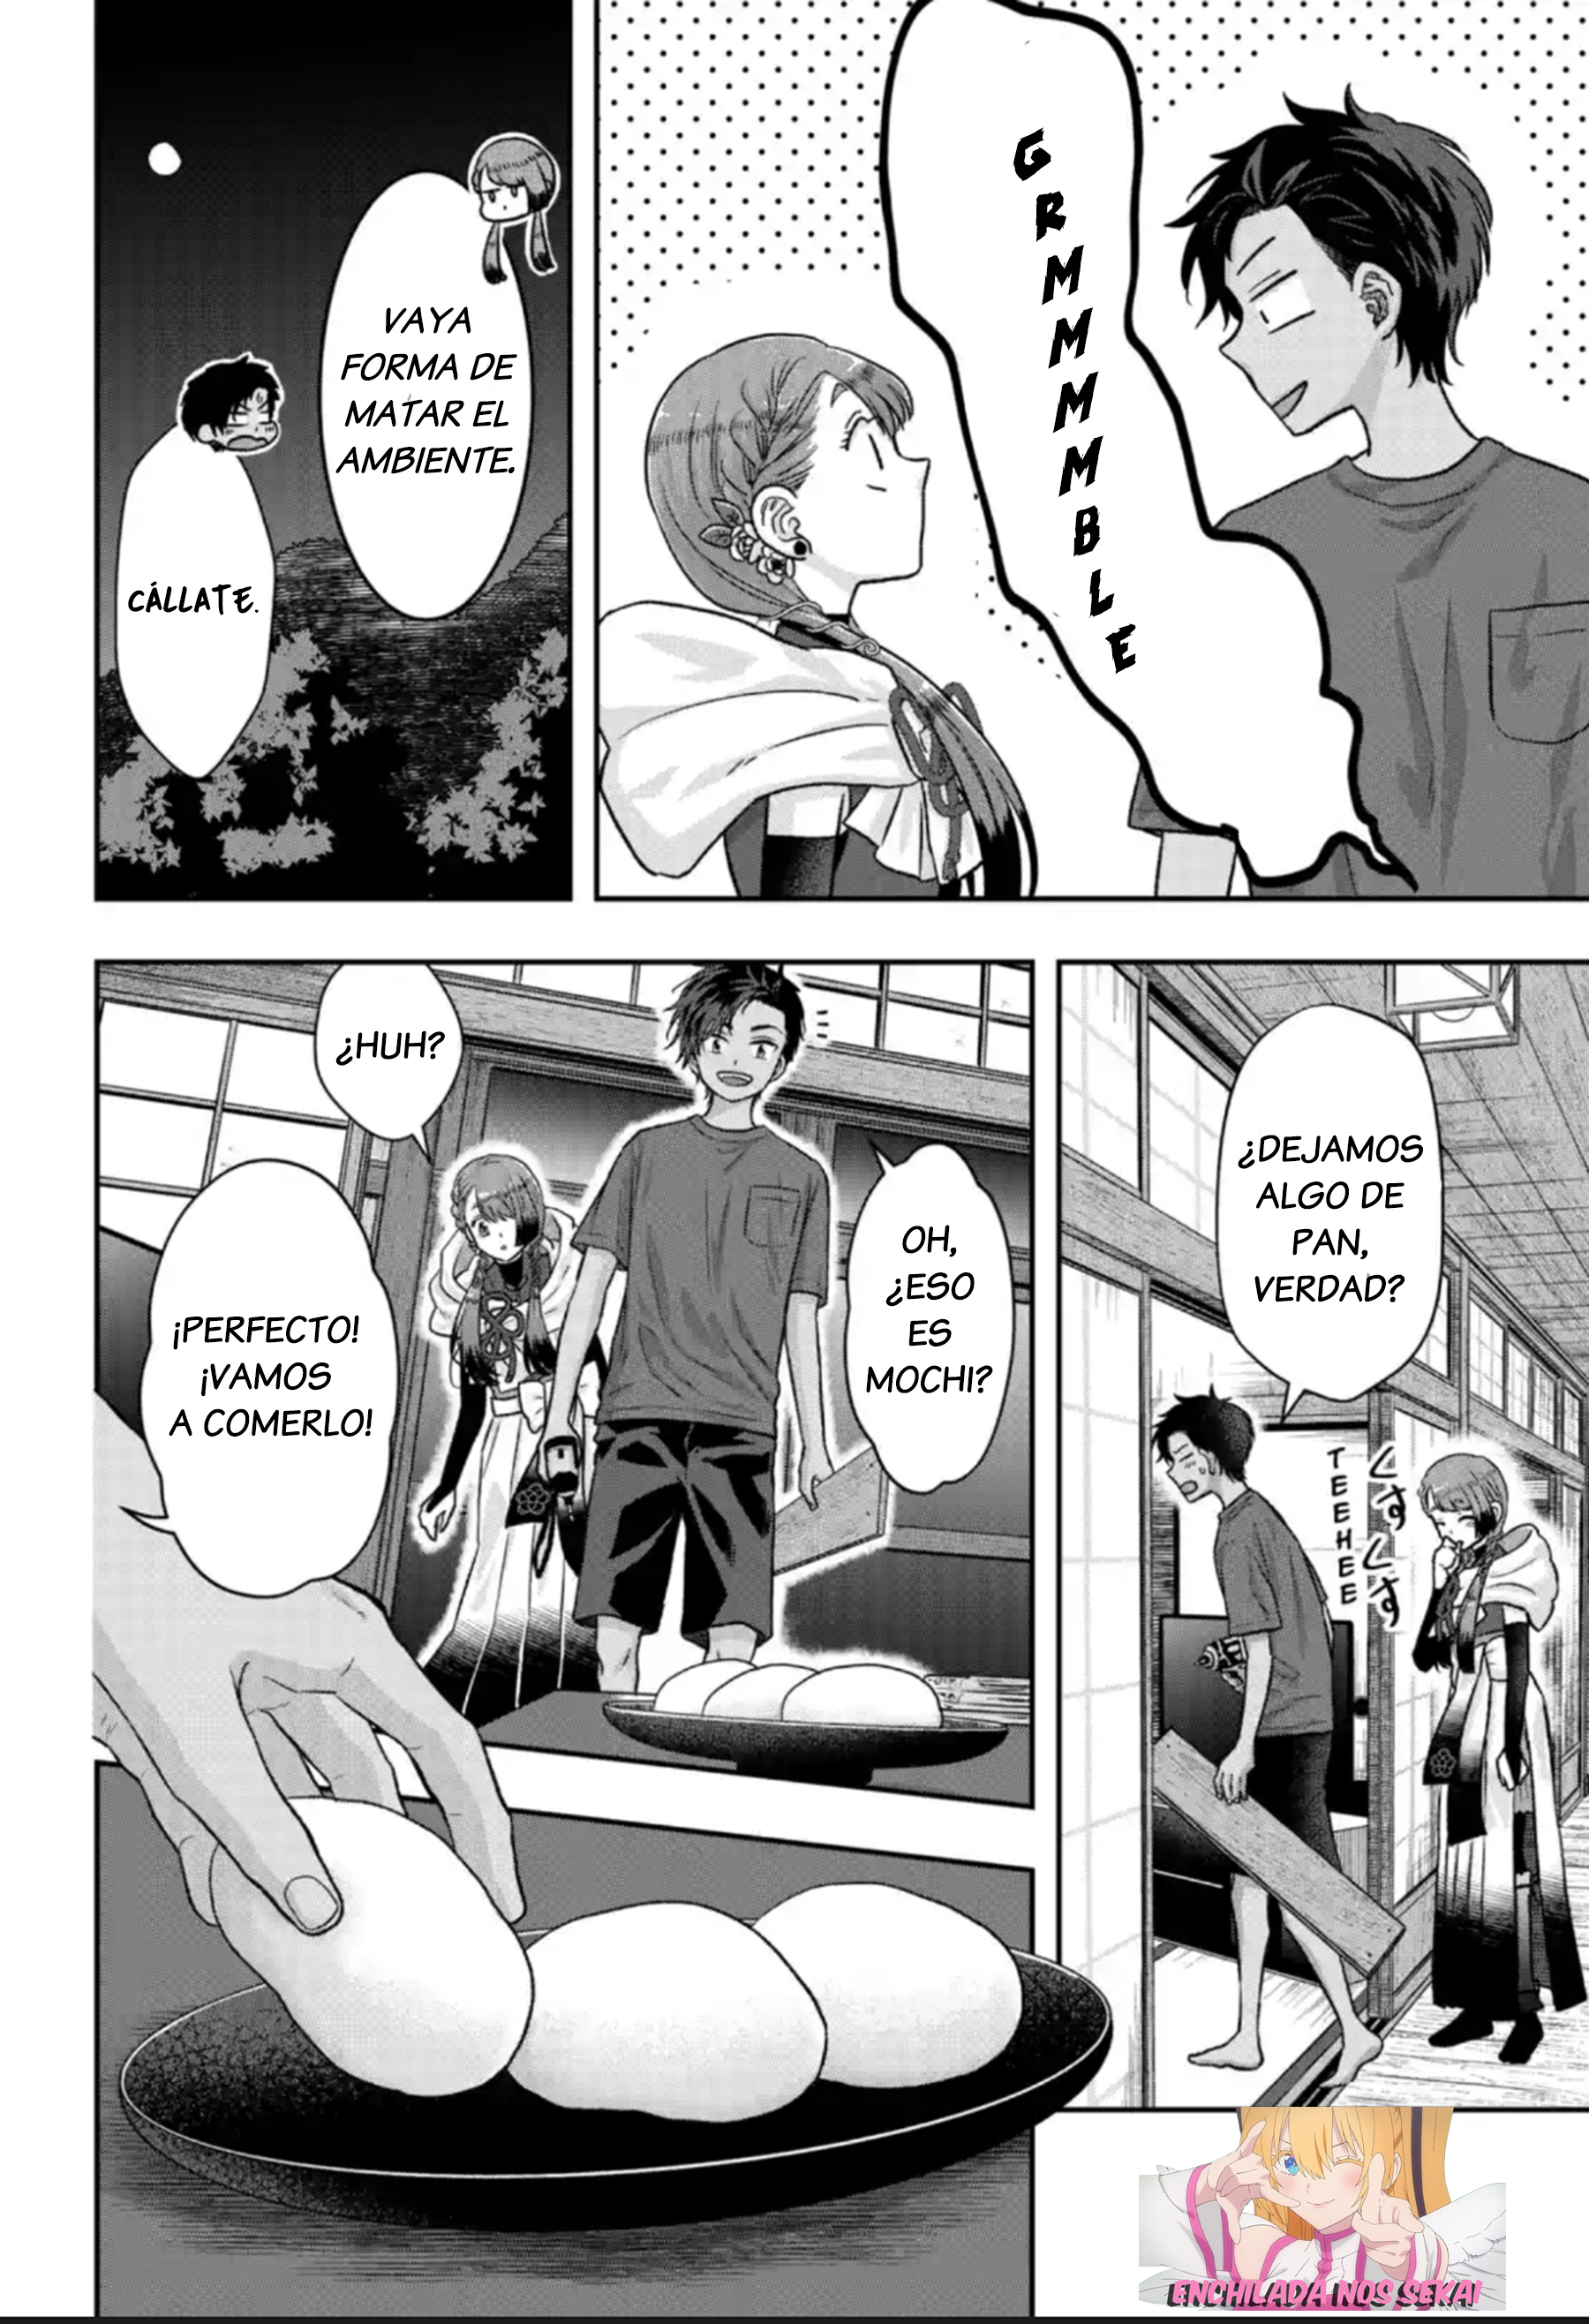 GRMMMMBLE
VAYA
FORMA DE
MATAR EL
AMBIENTE.
CÁLLATE.
¿DEJAMOS
ALGO DE
PAN,
VERDAD?
くすくす
TEEHEE
OH,
¿ESO
ES
MOCHI?
¿HUH?
¡PERFECTO!
¡VAMOS
A COMERLO!
ENCHILADA NOS SEKAI